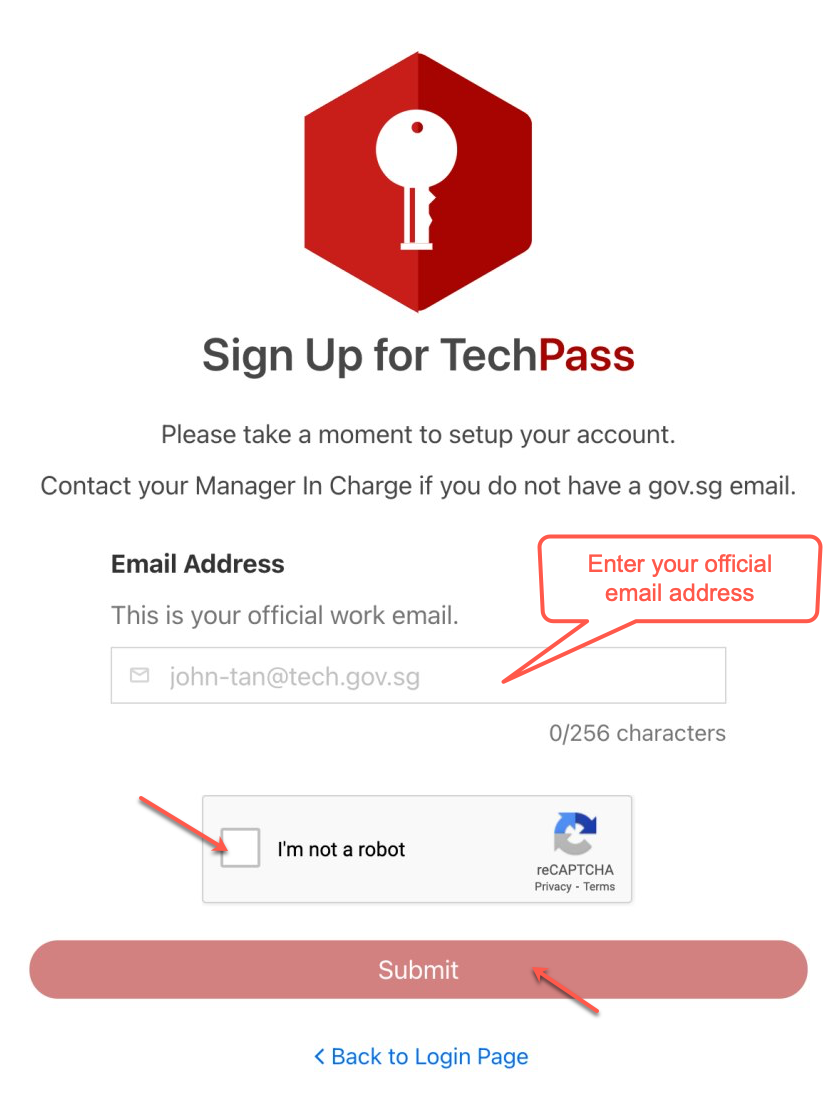 Sign Up for TechPass
Please take a moment to setup your account.
Contact your Manager In Charge if you do not have a gov.sg email.
Email Address
This is your official work email.
Enter your official
email address
john-tan@tech.gov.sg
0/256 characters
I'm not a robot
reCAPTCHA
Privacy - Terms
Submit
< Back to Login Page